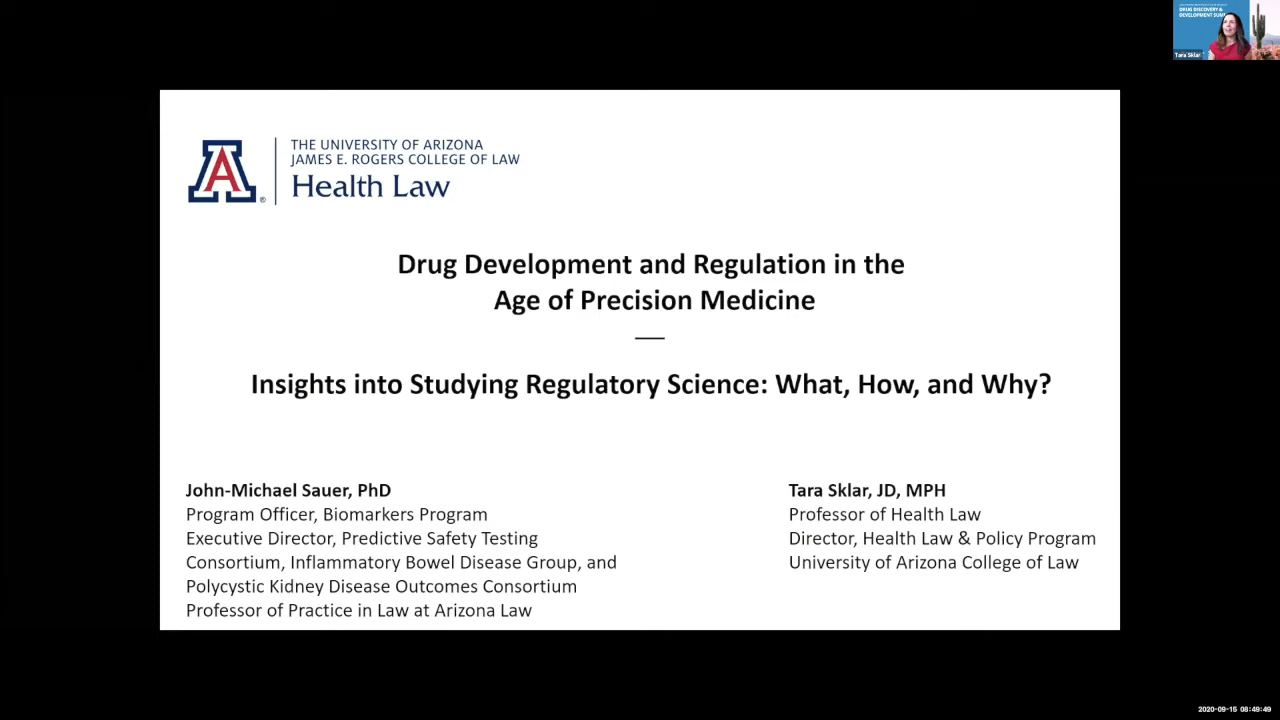 DRUG DISCOVERY &
DEVELOPMENT SUMM
Tara Sklar
THE UNIVERSITY OF ARIZONA
JAMES E. ROGERS COLLEGE OF LAW
Health Law
A
®
Drug Development and Regulation in the
Age of Precision Medicine
Insights into Studying Regulatory Science: What, How, and Why?
John-Michael Sauer, PhD
Program Officer, Biomarkers Program
Executive Director, Predictive Safety Testing
Consortium, Inflammatory Bowel Disease Group, and
Polycystic Kidney Disease Outcomes Consortium
Professor of Practice in Law at Arizona Law
Tara Sklar, JD, MPH
Professor of Health Law
Director, Health Law & Policy Program
University of Arizona College of Law
2020-09-15 08:49:49